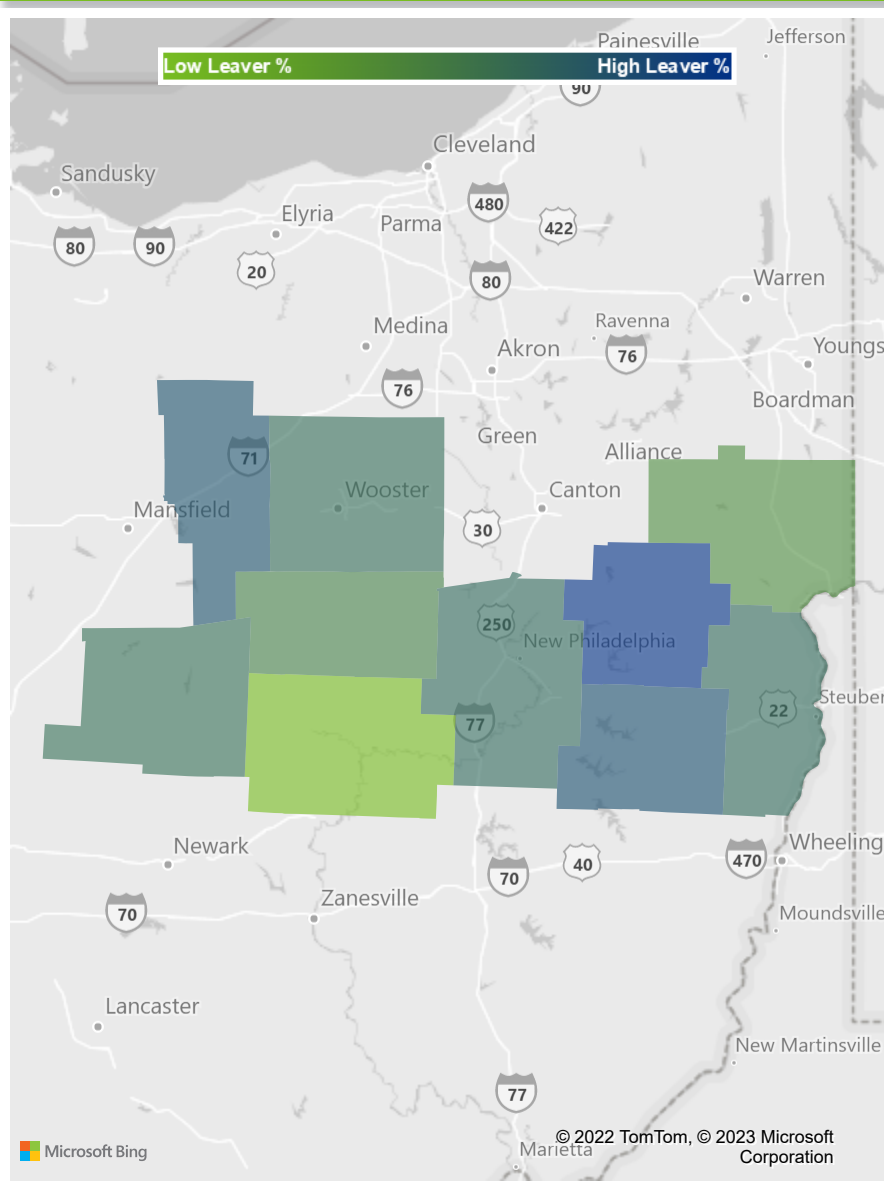 Painesville
Jefferson
Low Leaver %
High Leaver %
90
Cleveland
Sandusky
480
Elyria
Parma
422
80
90
20
80
Warren
Medina
Ravenna
Akron
76
Youngs
76
Boardman
Green
Alliance
71
Wooster
Canton
Mansfield
30
250
New Philadelphia
Steuber
22
77
Newark
Wheeling
40
470
70
Zanesville
70
Moundsville
Lancaster
New Martinsville
77
© 2022 TomTom, © 2023 Microsoft
Corporation
Microsoft Bing
Marietta